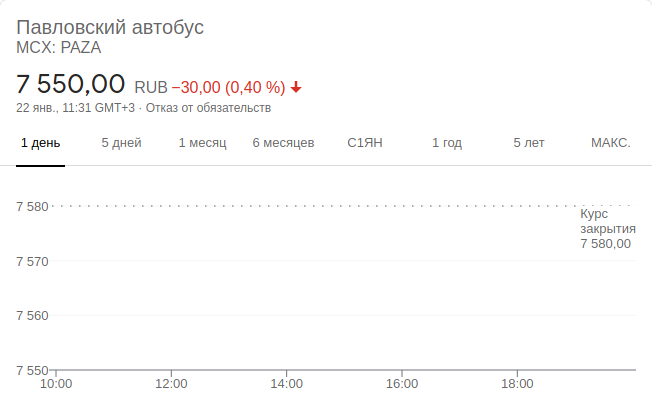 Павловский автобус
MCX: PAZA
7 550,00 RUB −30,00 (0,40 %)
22 янв., 11:31 GMT+3 · Отказ от обязательств
1 день 5 дней 1 месяц 6 месяцев С1ЯН 1 год 5 лет МАКС.
7 580
Курс
закрытия
7 580,00
7 570
7 560
7 550
10:00 12:00 14:00 16:00 18:00